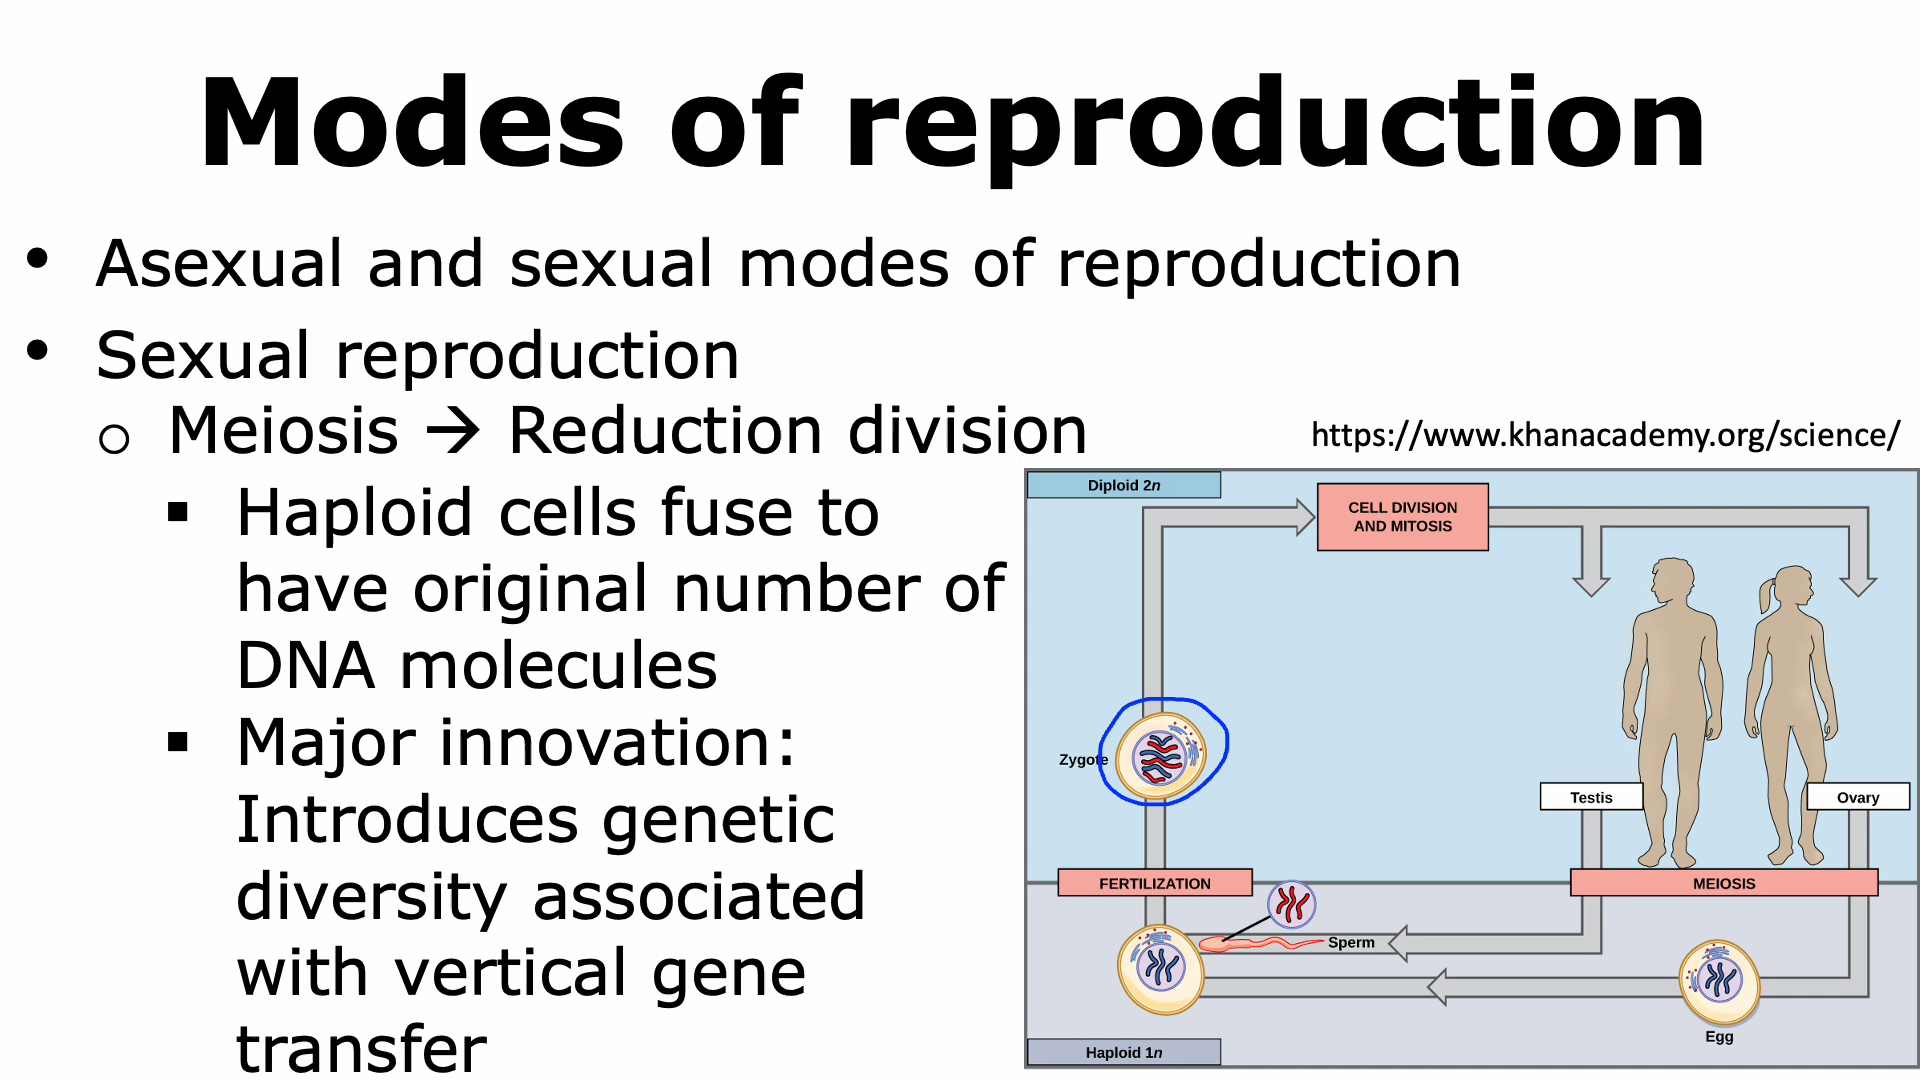 Modes of reproduction
• Asexual and sexual modes of reproduction
• Sexual reproduction
o Meiosis → Reduction division
https://www.khanacademy.org/science/
▪ Haploid cells fuse to
have original number of
DNA molecules
▪ Major innovation:
Introduces genetic
diversity associated
with vertical gene
transfer
Diploid 2n
CELL DIVISION
AND MITOSIS
Zygote
Testis
Ovary
FERTILIZATION
MEIOSIS
Sperm
Egg
Haploid 1n